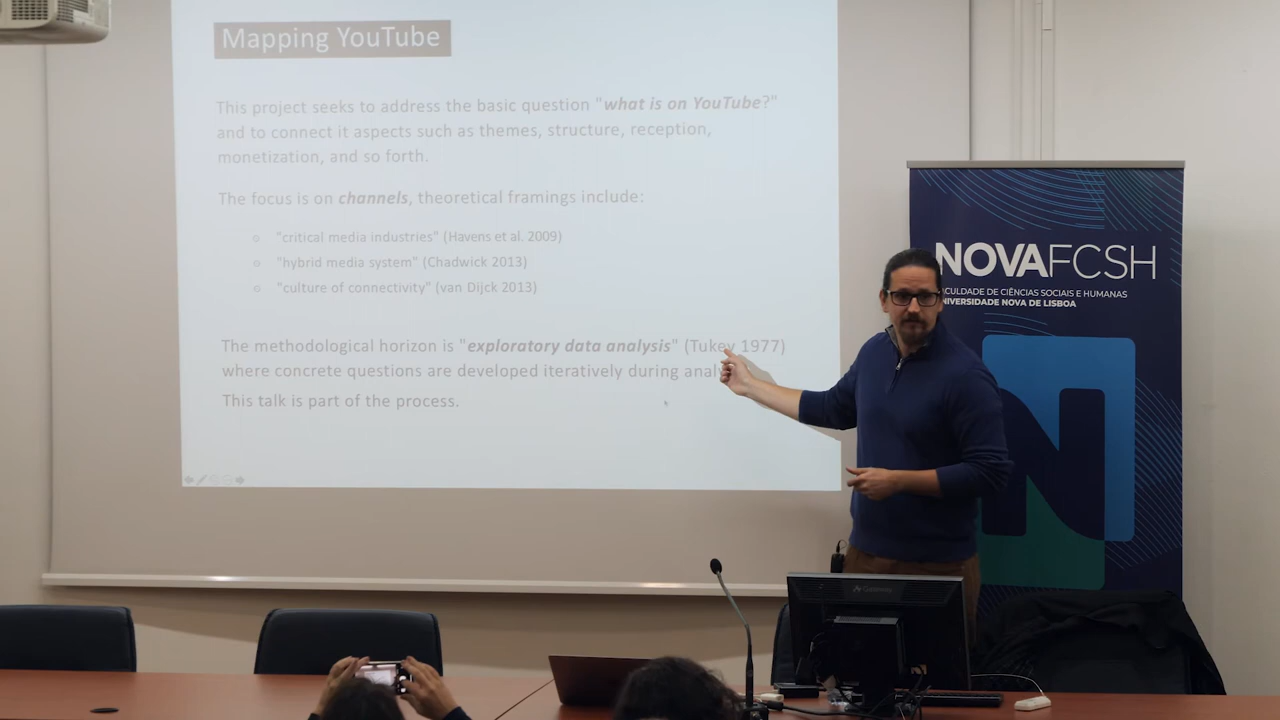 Mapping YouTube
This project seeks to address the basic question "what is on YouTube?"
and to connect it aspects such as themes, structure, reception,
monetization, and so forth.
The focus is on channels, theoretical framings include:
"critical media industries" (Havens et al. 2009)
"hybrid media system" (Chadwick 2013)
"culture of connectivity" (van Dijck 2013)
The methodological horizon is "exploratory data analysis" (Tukey 1977)
where concrete questions are developed iteratively during
This talk is part of the process.
NOVAFCSH
FACULDADE DE CIÊNCIAS SOCIAIS E HUMANAS
UNIVERSIDADE NOVA DE LISBOA
Gateway